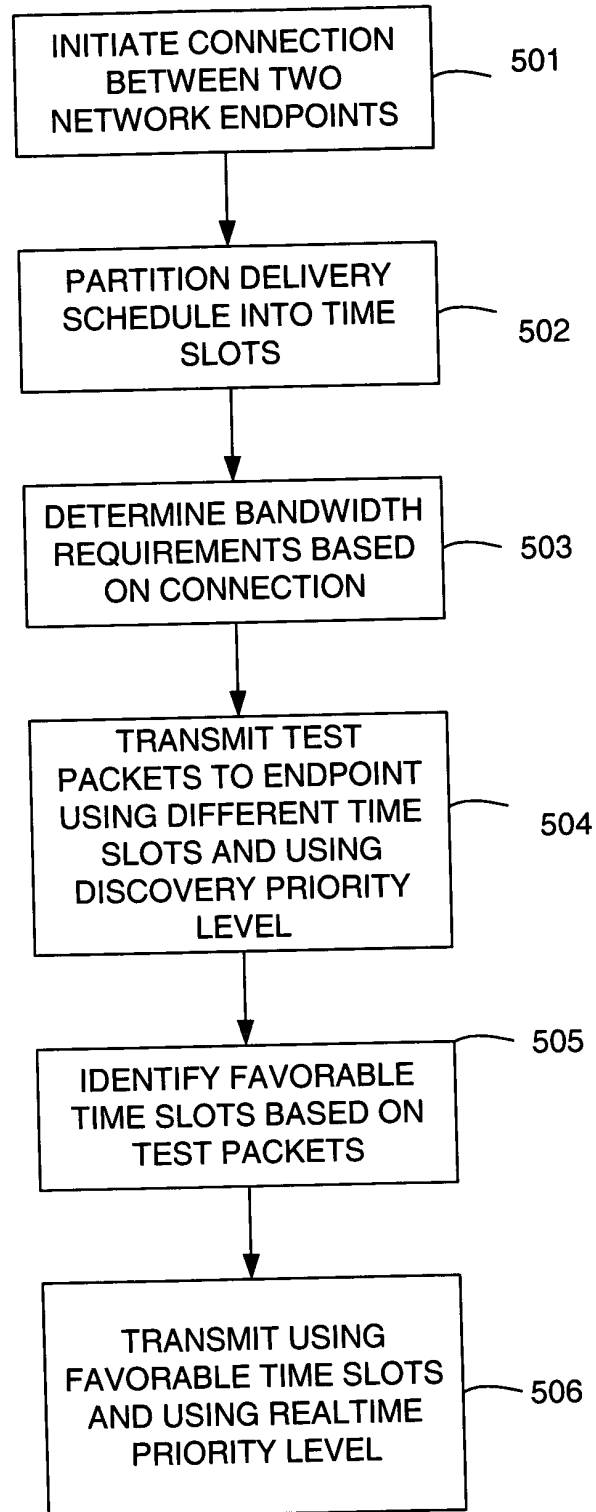 INITIATE CONNECTION
BETWEEN TWO
NETWORK ENDPOINTS
501
PARTITION DELIVERY
SCHEDULE INTO TIME
SLOTS
502
DETERMINE BANDWIDTH
REQUIREMENTS BASED
ON CONNECTION
503
TRANSMIT TEST
PACKETS TO ENDPOINT
USING DIFFERENT TIME
SLOTS AND USING
DISCOVERY PRIORITY
LEVEL
504
IDENTIFY FAVORABLE
TIME SLOTS BASED ON
TEST PACKETS
505
TRANSMIT USING
FAVORABLE TIME SLOTS
AND USING REALTIME
PRIORITY LEVEL
506